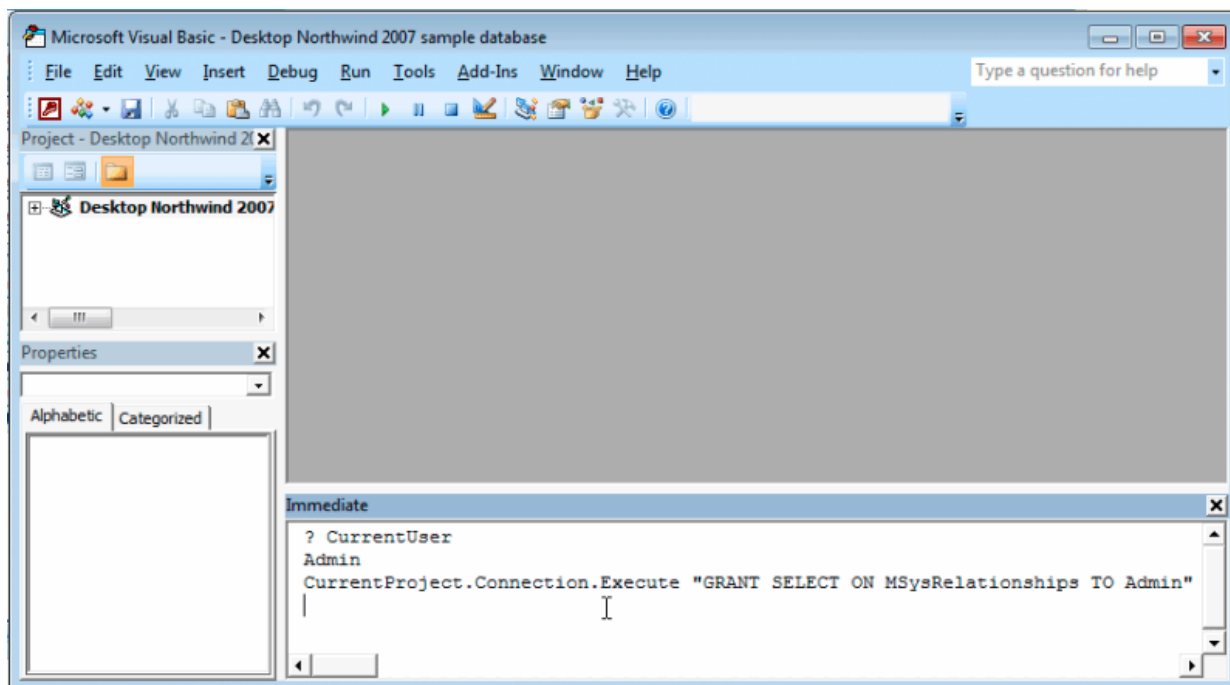 Microsoft Visual Basic - Desktop Northwind 2007 sample database
File Edit View Insert Debug Run Tools Add-Ins Window Help
Type a question for help
Project - Desktop Northwind 2(
Desktop Northwind 2007
Properties
Alphabetic Categorized
Immediate
? CurrentUser
Admin
CurrentProject.Connection.Execute "GRANT SELECT ON MSysRelationships TO Admin"